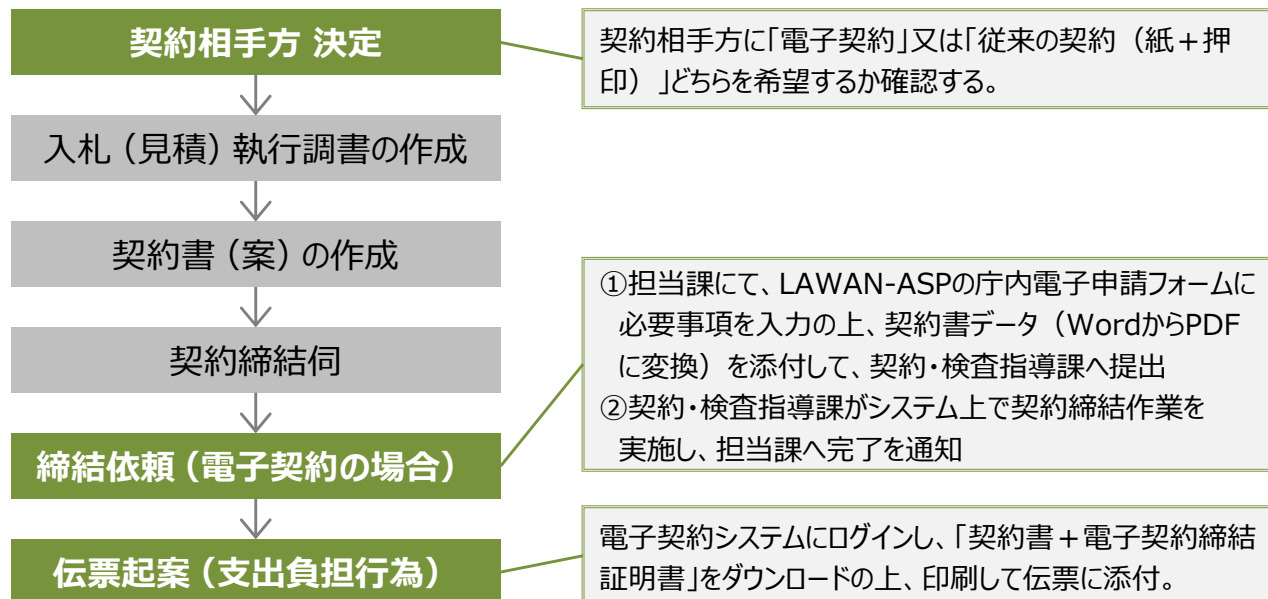 契約相手方 決定
契約相手方に「電子契約」又は「従来の契約（紙＋押
印）」どちらを希望するか確認する。
入札（見積）執行調書の作成
契約書（案）の作成
契約締結伺
①担当課にて、LAWAN-ASPの庁内電子申請フォームに
必要事項を入力の上、契約書データ（WordからPDF
に変換）を添付して、契約・検査指導課へ提出
②契約・検査指導課がシステム上で契約締結作業を
実施し、担当課へ完了を通知
締結依頼（電子契約の場合）
伝票起案（支出負担行為）
電子契約システムにログインし、「契約書＋電子契約締結
証明書」をダウンロードの上、印刷して伝票に添付。